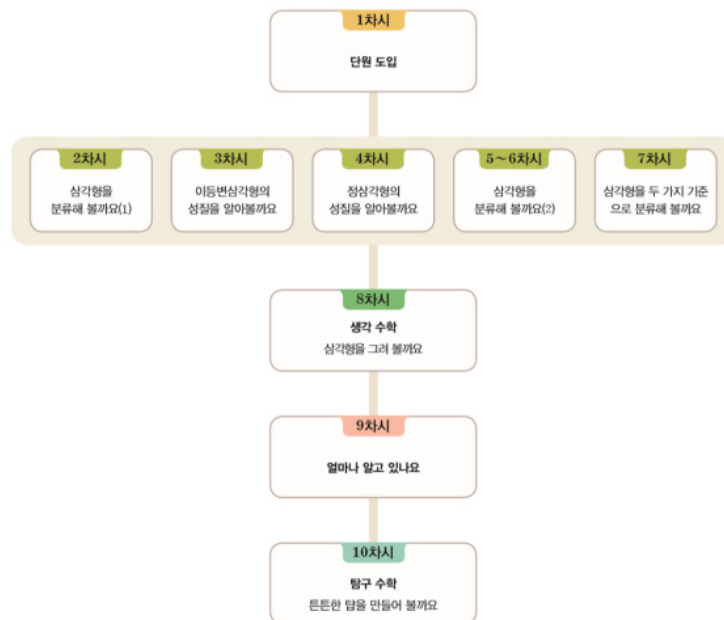 1차시
단원 도입
2차시
삼각형을
분류해 볼까요(1)
3차시
이등변삼각형의
성질을 알아볼까요
4차시
정삼각형의
성질을 알아볼까요
5~6차시
삼각형을
분류해 볼까요(2)
7차시
삼각형을 두 가지 기준
으로 분류해 볼까요
8차시
생각 수학
삼각형을 그려 볼까요
9차시
얼마나 알고 있나요
10차시
탐구 수학
튼튼한 탑을 만들어 볼까요